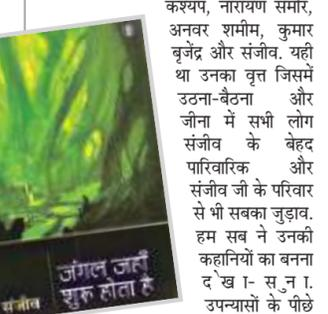 कश्यप, नारायण समीर,
अनवर शमीम, कुमार
बृजेंद्र और संजीव. यही
था उनका वृत्त जिसमें
उठना-बैठना और
जीना में सभी लोग
संजीव के बेहद
पारिवारिक और
संजीव जी के परिवार
से भी सबका जुड़ाव.
हम सब ने उनकी
कहानियों का बनना
देखा- सुना.
उपन्यासों के पीछे
जंगल जहाँ
शुरू होता है
संजीव